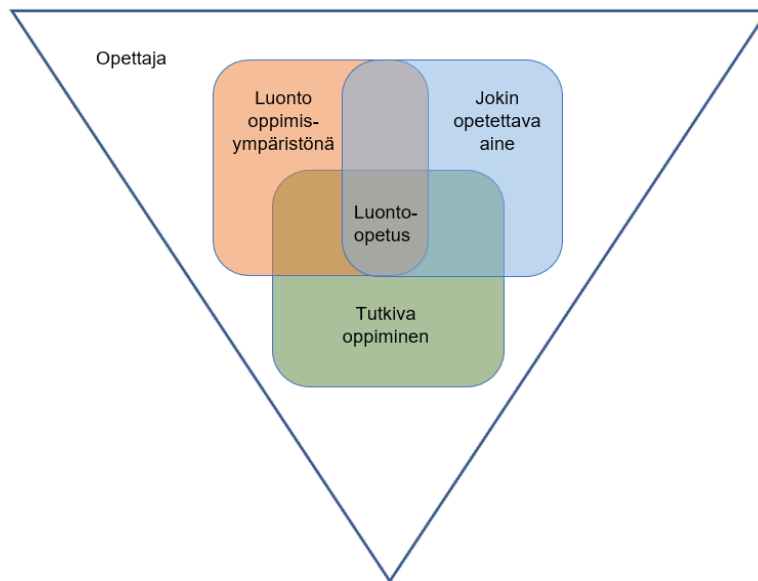 Opettaja
Luonto
oppimis-
ympäristönä
Jokin
opetettava
aine
Luonto-
opetus
Tutkiva
oppiminen